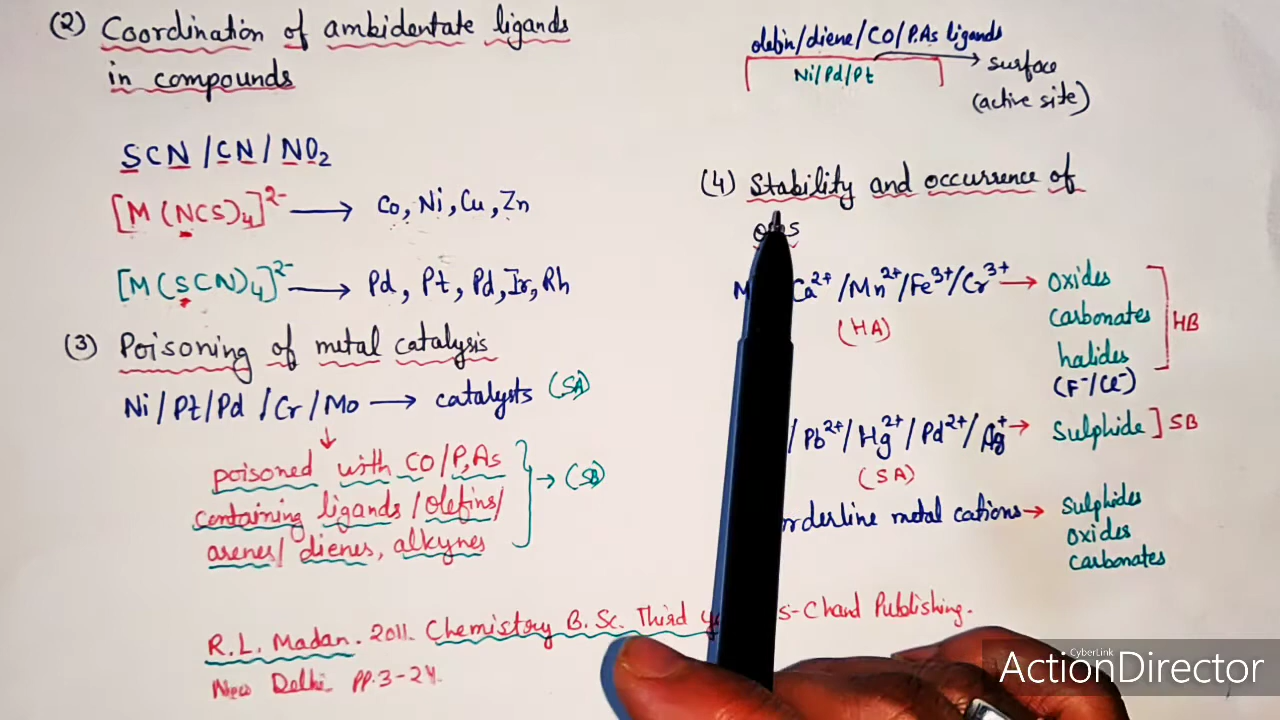 (2) Coordination of ambidentate ligands
in compounds
SCN / CN / NO₂
[M (NCS)₄]²⁻ → Co, Ni, Cu, Zn
[M (SCN)₄]²⁻ → Pd, Pt, Pd, Ir, Rh
(3) Poisoning of metal catalysis
Ni / Pt / Pd / Cr / Mo → catalysts (SA)
↓
poisoned with CO / P, As
containing ligands / olefins /
arenes / dienes, alkynes
→ (SB)
olefin/diene/CO/P.As ligands
Ni/Pd/Pt → surface
(active site)
(4) Stability and occurrence of
Ca²⁺ / Mn²⁺ / Fe³⁺ / Cr³⁺ → oxides
(HA)
carbonates
halides
(F⁻/Cl⁻)
HB
/ Pb²⁺ / Hg²⁺ / Pd²⁺ / Ag⁺ → Sulphide ] SB
(SA)
metal cations → Sulphides
oxides
carbonates
R.L. Madan. 2011. Chemistry B. Sc. Third S-Chand Publishing.
New Delhi. pp.3-24.
CyberLink
ActionDirector